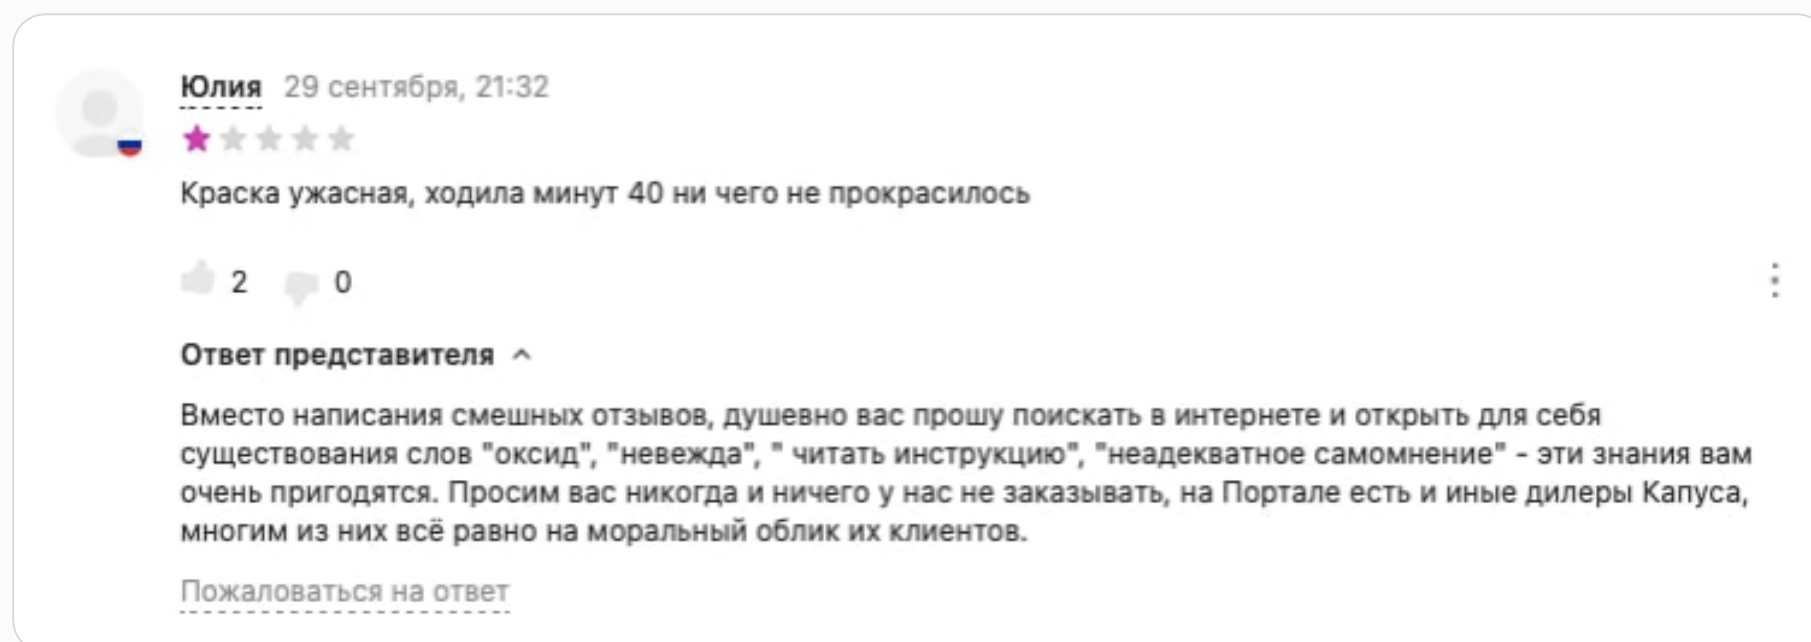 Юлия 29 сентября, 21:32
Краска ужасная, ходила минут 40 ни чего не прокрасилось
2 0
Ответ представителя
Вместо написания смешных отзывов, душевно вас прошу поискать в интернете и открыть для себя
существования слов "оксид", "невежда", " читать инструкцию", "неадекватное самомнение" - эти знания вам
очень пригодятся. Просим вас никогда и ничего у нас не заказывать, на Портале есть и иные дилеры Капуса,
многим из них всё равно на моральный облик их клиентов.
Пожаловаться на ответ